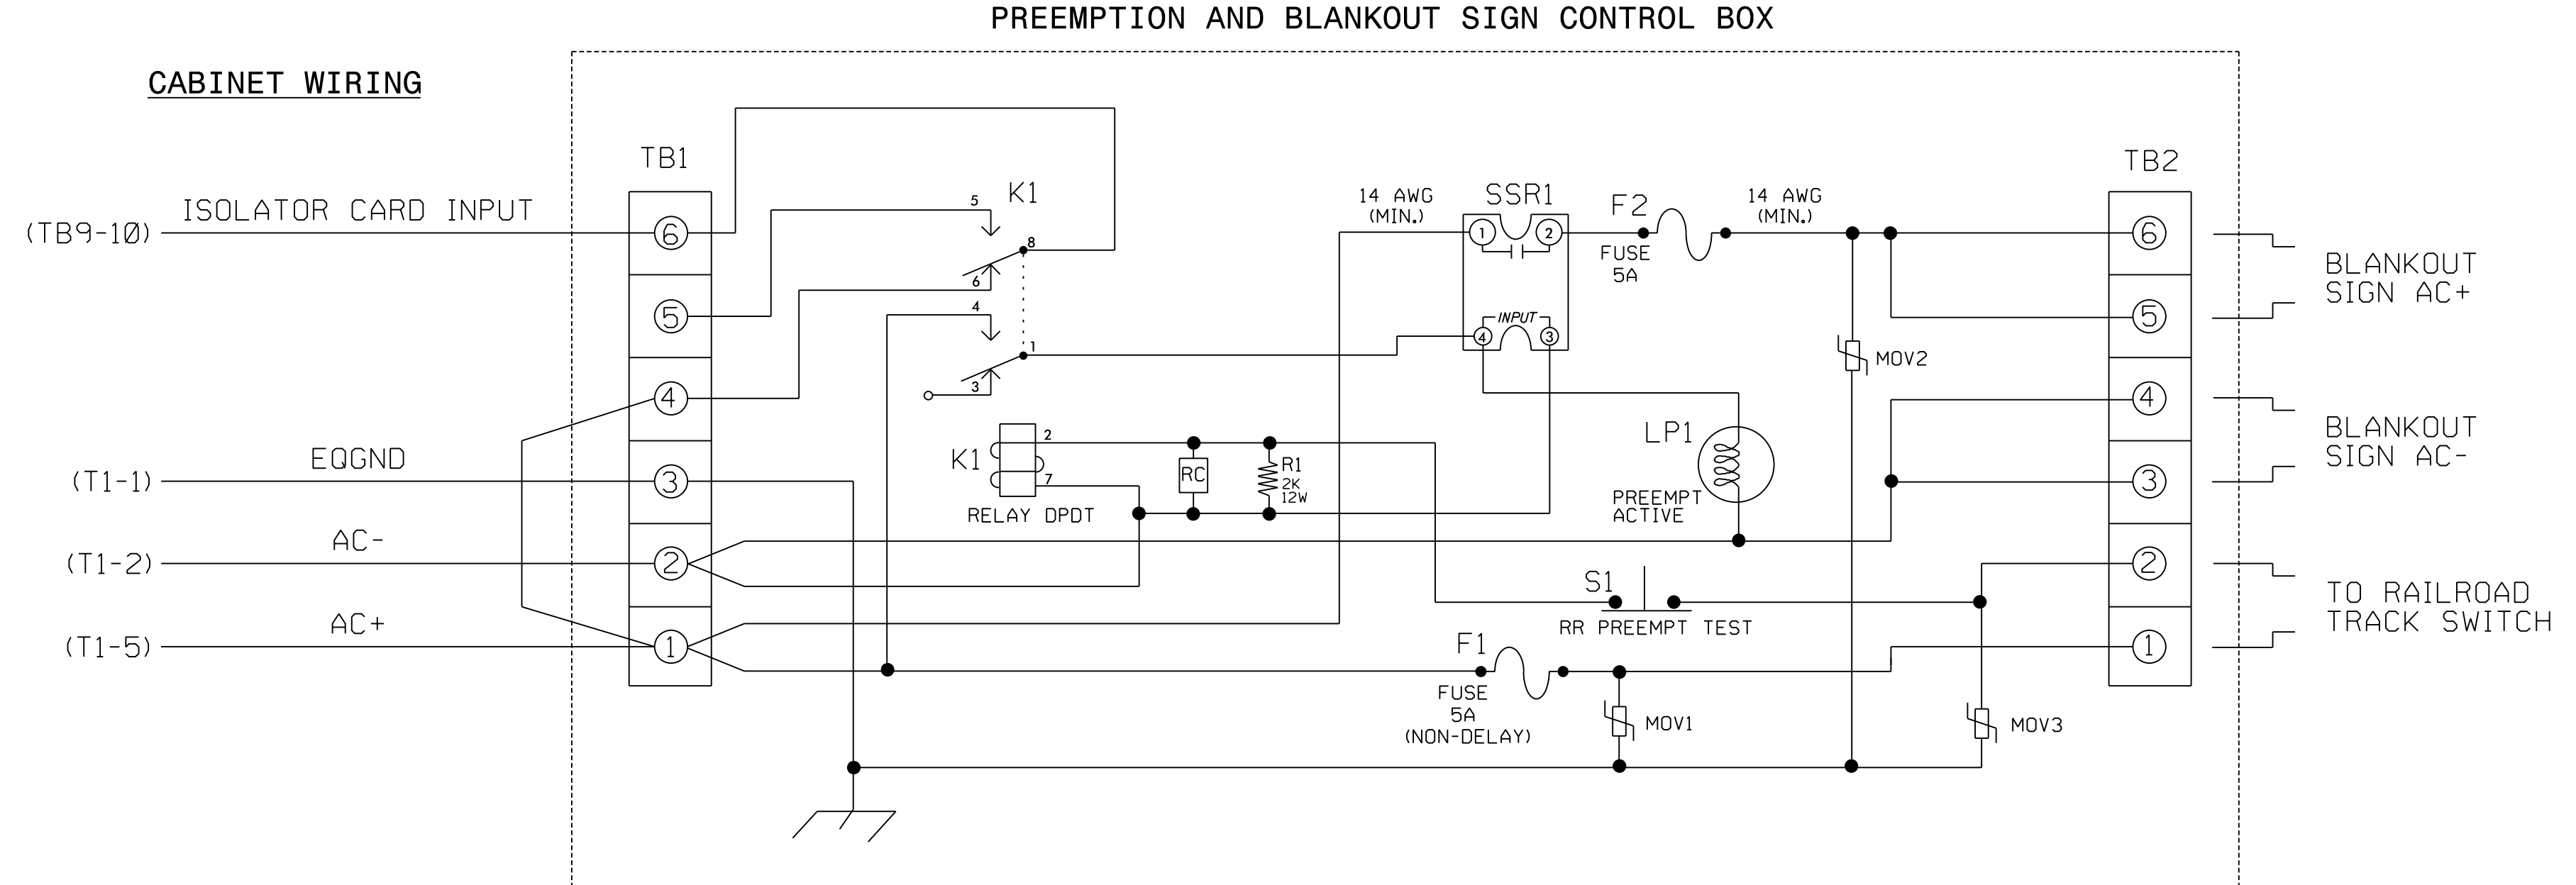 PREEMPTION AND BLANKOUT SIGN CONTROL BOX
CABINET WIRING
TB1
TB2
(TB9-10)
ISOLATOR CARD INPUT
6
5
4
(T1-1)
EQGND
3
(T1-2)
AC-
2
(T1-5)
AC+
1
5
K1
8
6
4
1
3
K1
2
7
RELAY DPDT
RC
R1
2K
12W
14 AWG
(MIN.)
SSR1
1
2
INPUT
4
3
F2
FUSE
5A
14 AWG
(MIN.)
MOV2
LP1
PREEMPT
ACTIVE
S1
RR PREEMPT TEST
F1
FUSE
5A
(NON-DELAY)
MOV1
MOV3
6
5
4
3
2
1
BLANKOUT
SIGN AC+
BLANKOUT
SIGN AC-
TO RAILROAD
TRACK SWITCH